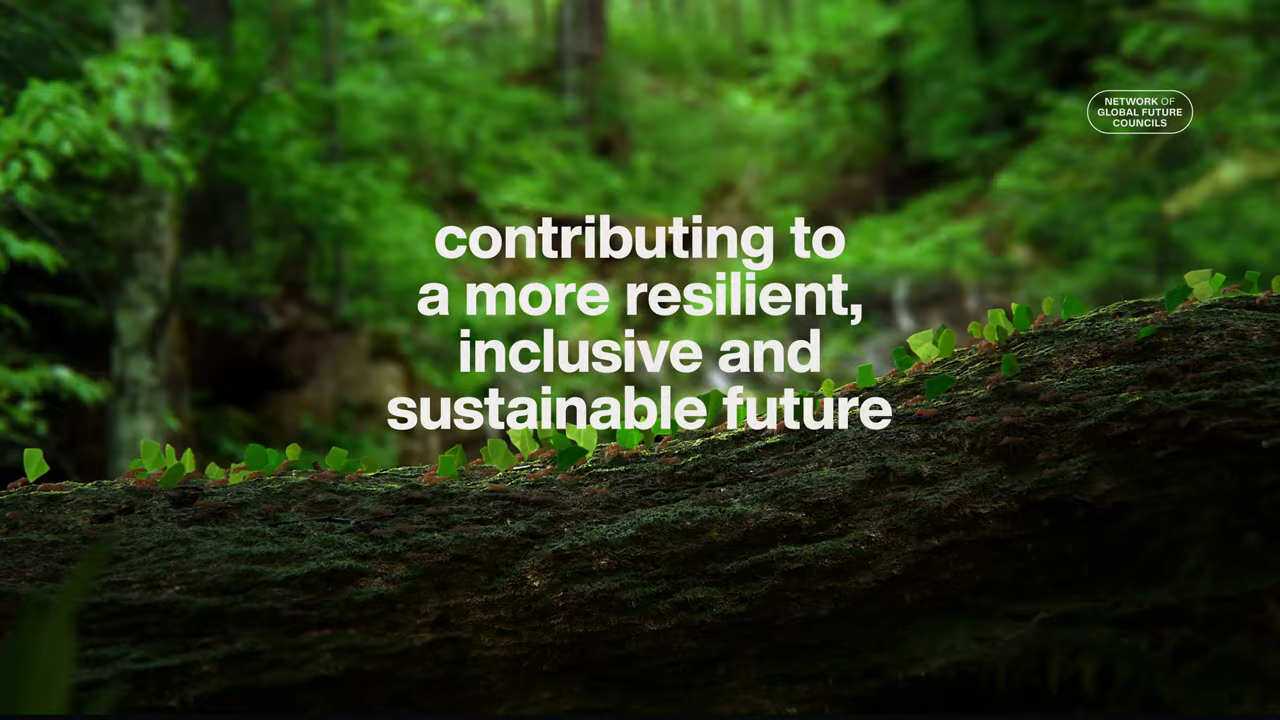 NETWORK OF
GLOBAL FUTURE
COUNCILS
contributing to
a more resilient,
inclusive and
sustainable future